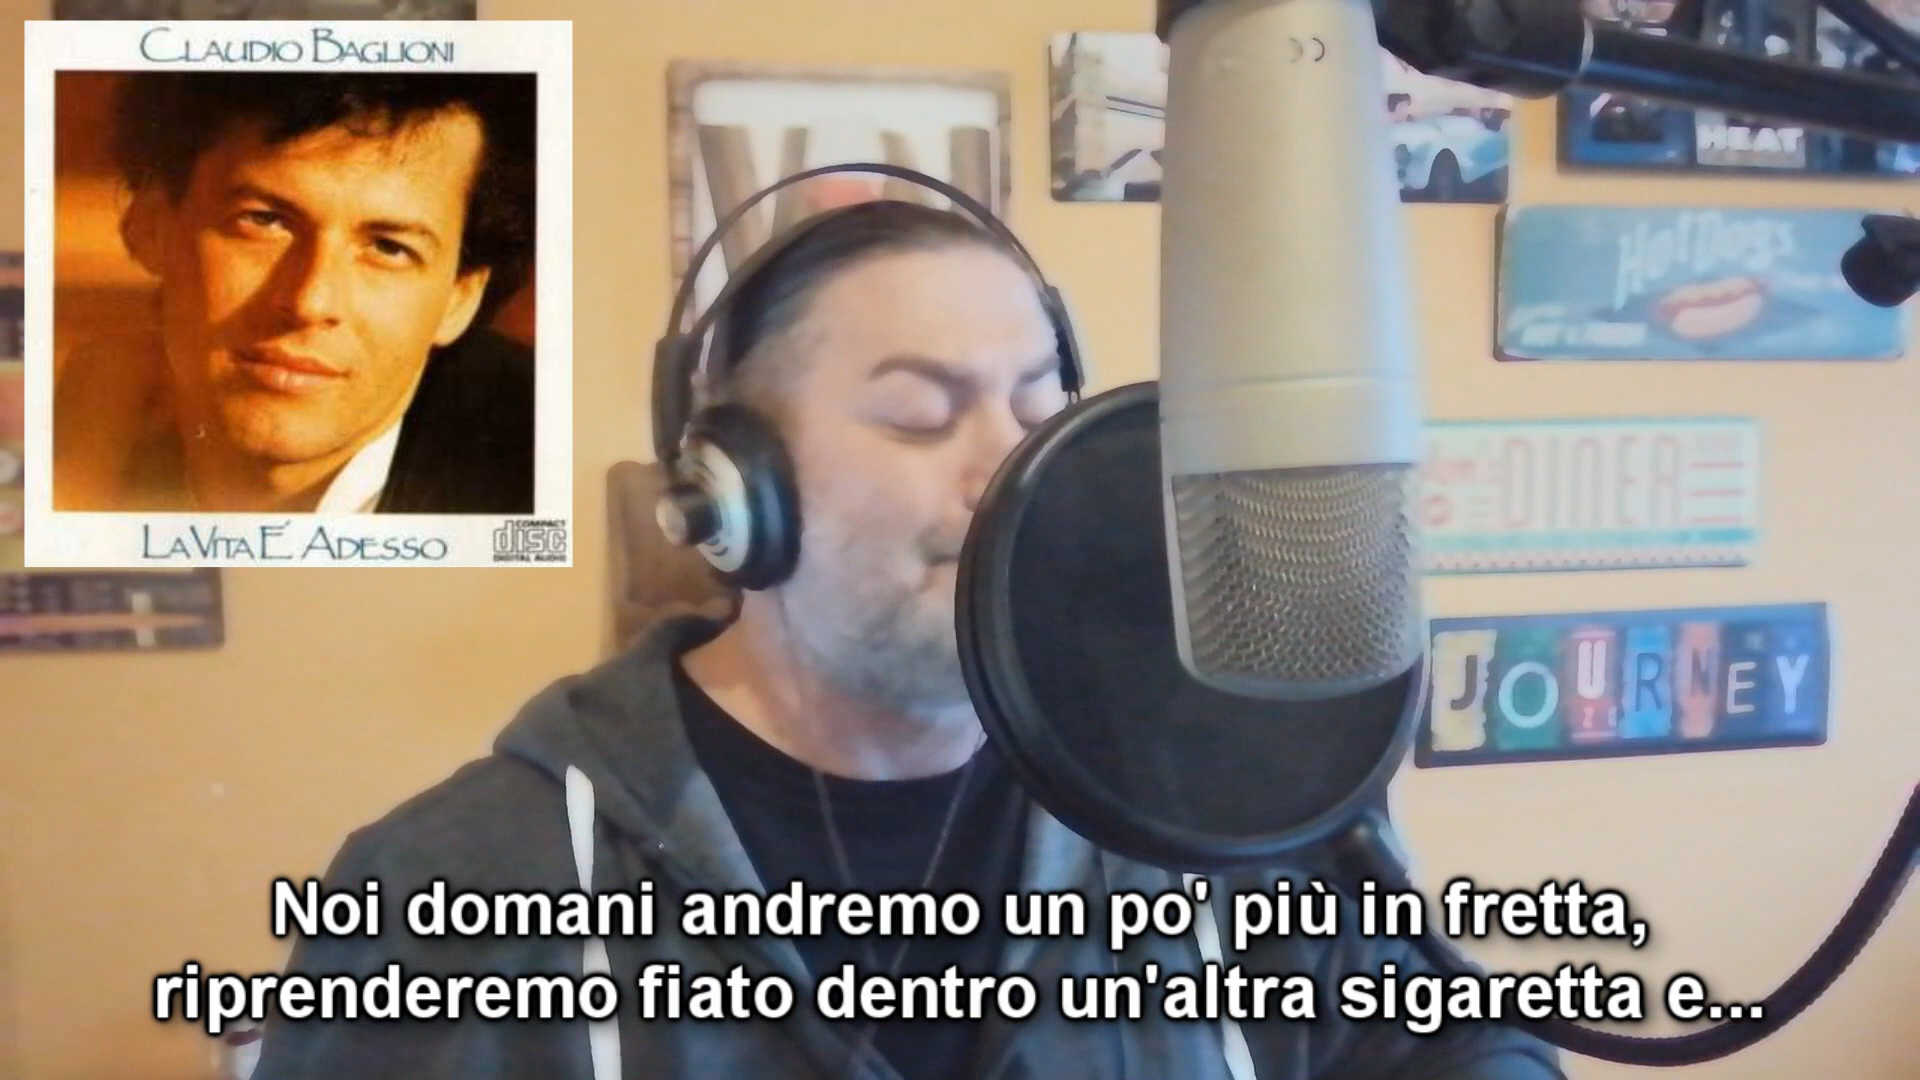 CLAUDIO BAGLIONI
LA VITA E' ADESSO
COMPACT
disc
DIGITAL AUDIO
HEAT
Hot Dogs
DINER
JOURNEY
Noi domani andremo un po' più in fretta,
riprenderemo fiato dentro un'altra sigaretta e...